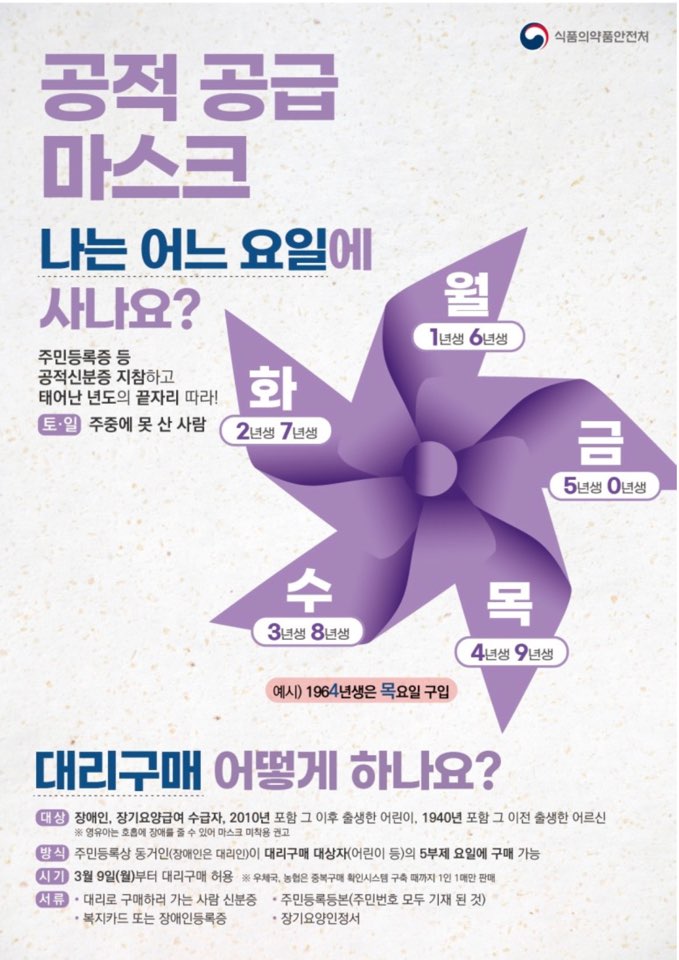 식품의약품안전처
공적 공급
마스크
나는 어느 요일에
사나요?
주민등록증 등
공적신분증 지참하고
태어난 년도의 끝자리 따라!
토·일 주중에 못 산 사람
월
1년생 6년생
화
2년생 7년생
금
5년생 0년생
수
3년생 8년생
목
4년생 9년생
예시) 1964년생은 목요일 구입
대리구매 어떻게 하나요?
대상 장애인, 장기요양급여 수급자, 2010년 포함 그 이후 출생한 어린이, 1940년 포함 그 이전 출생한 어르신
※ 영유아는 호흡에 장애를 줄 수 있어 마스크 미착용 권고
방식 주민등록상 동거인(장애인은 대리인)이 대리구매 대상자(어린이 등)의 5부제 요일에 구매 가능
시기 3월 9일(월)부터 대리구매 허용 ※ 우체국, 농협은 중복구매 확인시스템 구축 때까지 1인 1매만 판매
서류 • 대리로 구매하러 가는 사람 신분증 • 주민등록등본(주민번호 모두 기재 된 것)
• 복지카드 또는 장애인등록증 • 장기요양인정서